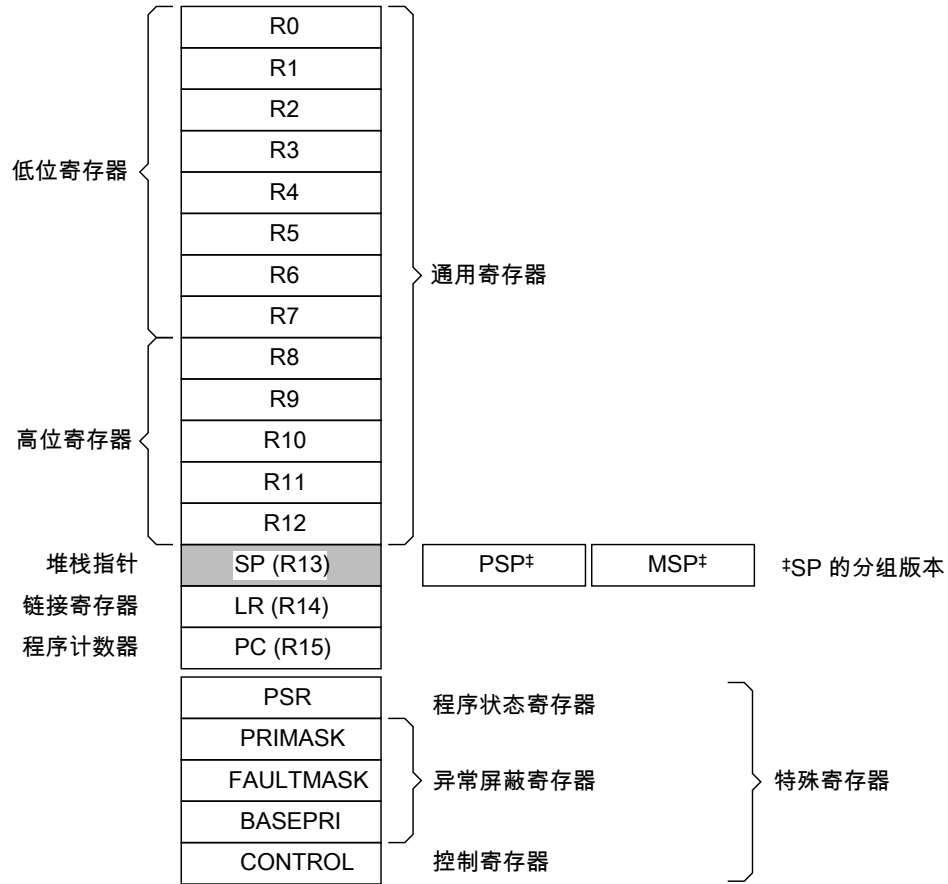 R0
R1
R2
R3
低位寄存器
R4
R5
R6
通用寄存器
R7
R8
R9
高位寄存器
R10
R11
R12
堆栈指针 SP (R13) PSP‡ MSP‡ ‡SP 的分组版本
链接寄存器 LR (R14)
程序计数器 PC (R15)
PSR 程序状态寄存器
PRIMASK
FAULTMASK 异常屏蔽寄存器 特殊寄存器
BASEPRI
CONTROL 控制寄存器